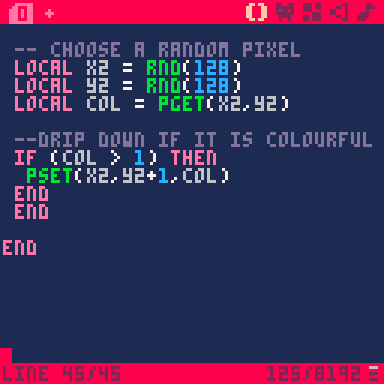 0 +
-- CHOOSE A RANDOM PIXEL
LOCAL X2 = RND(128)
LOCAL Y2 = RND(128)
LOCAL COL = PGET(X2,Y2)
--DRIP DOWN IF IT IS COLOURFUL
IF (COL > 1) THEN
PSET(X2,Y2+1,COL)
END
END
END
LINE 45/45 125/8192